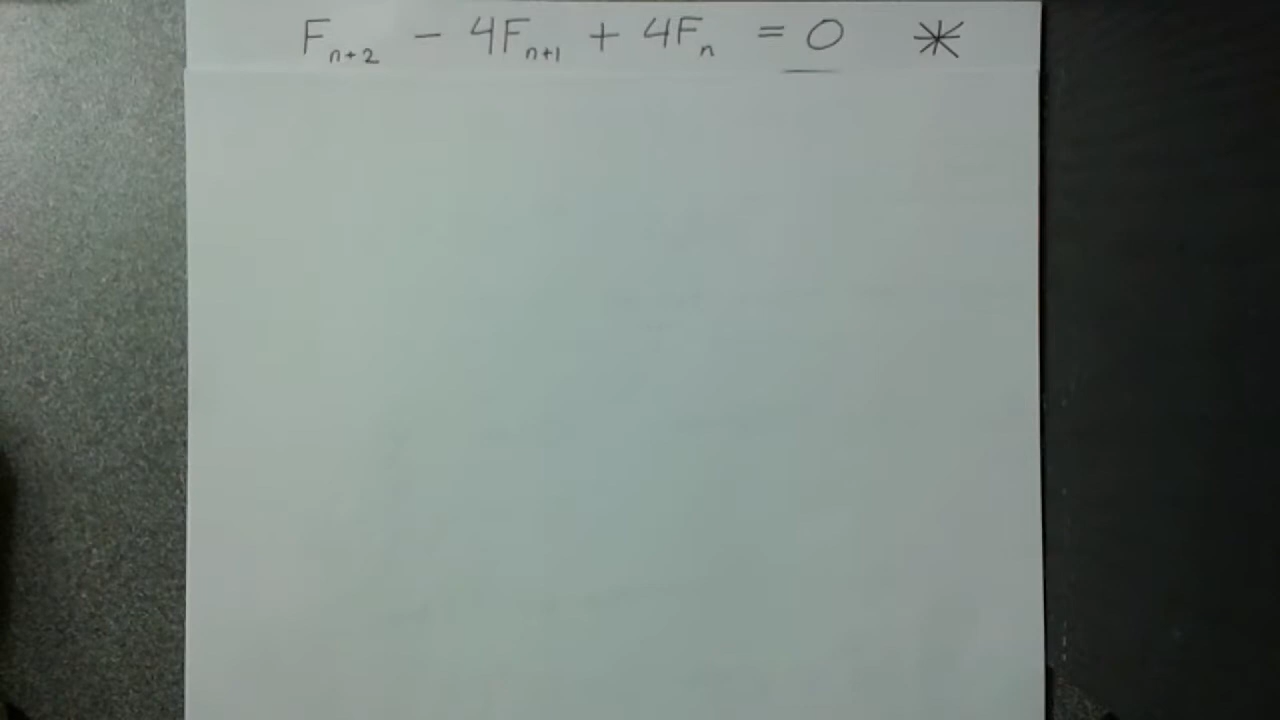 F_{n+2} - 4F_{n+1} + 4F_n = 0 *